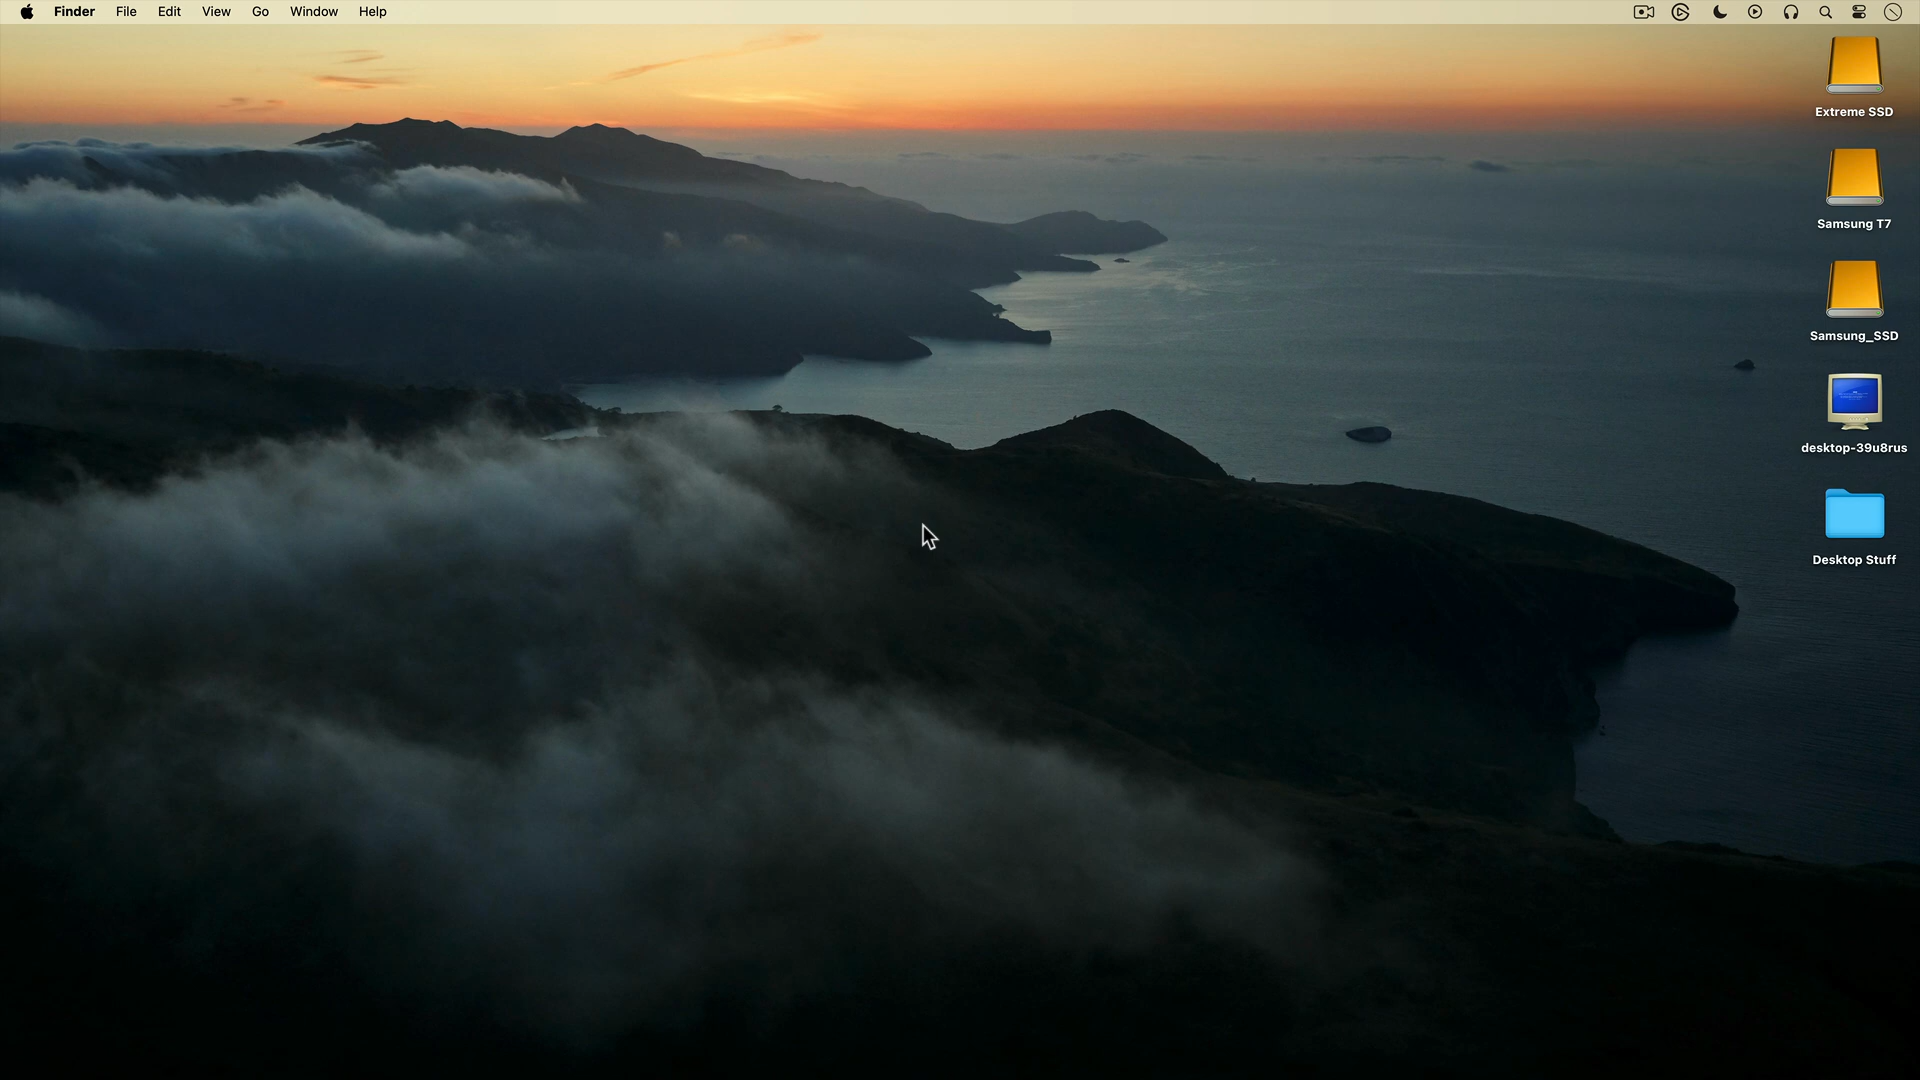 Finder File Edit View Go Window Help
Extreme SSD
Samsung T7
Samsung_SSD
desktop-39u8rus
Desktop Stuff